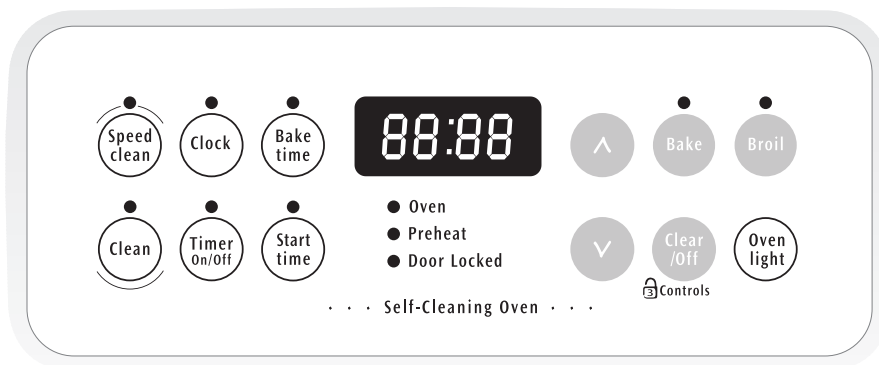 Speed
clean
Clock
Bake
time
88:88
∧
Bake
Broil
Clean
Timer
On/Off
Start
time
Oven
Preheat
Door Locked
∨
Clear
/Off
Oven
light
3 Controls
· · · Self-Cleaning Oven · · ·